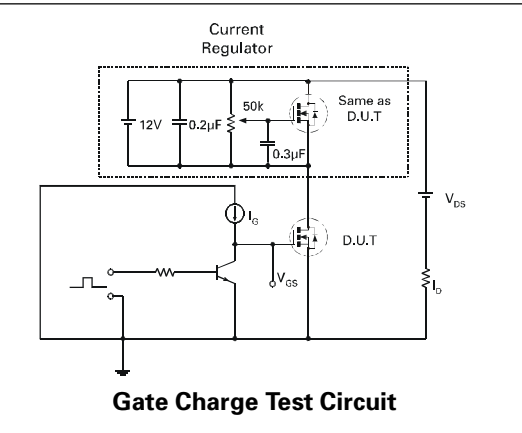 Current
Regulator
12V
0.2μF
50k
0.3μF
Same as
D.U.T
I_G
V_GS
D.U.T
V_DS
I_D
Gate Charge Test Circuit